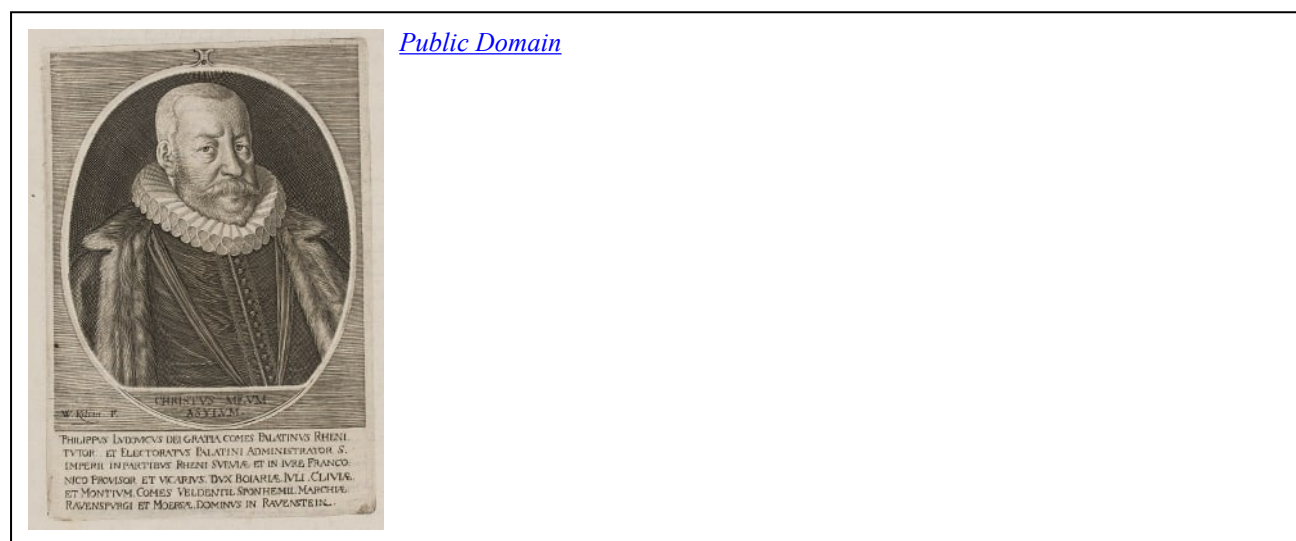 Public Domain
CHRISTVS MEVM
ASYLVM.
W. Kilian F.
PHILIPPVS LVDOVICVS DEI GRATIA COMES PALATINVS RHENI
TVTOR ET ELECTORATVS PALATINI ADMINISTRATOR S.
IMPERII IN PARTIBVS RHENI SVEVIÆ ET IN IVRE FRANCO:
NICO PROVISOR ET VICARIVS. DVX BOIARIÆ. IVLI. CLIVIÆ.
ET MONTIVM. COMES VELDENTII. SPONHEMII. MARCHIÆ.
RAVENSPVRGI ET MOERSÆ. DOMINVS IN RAVENSTEIN.